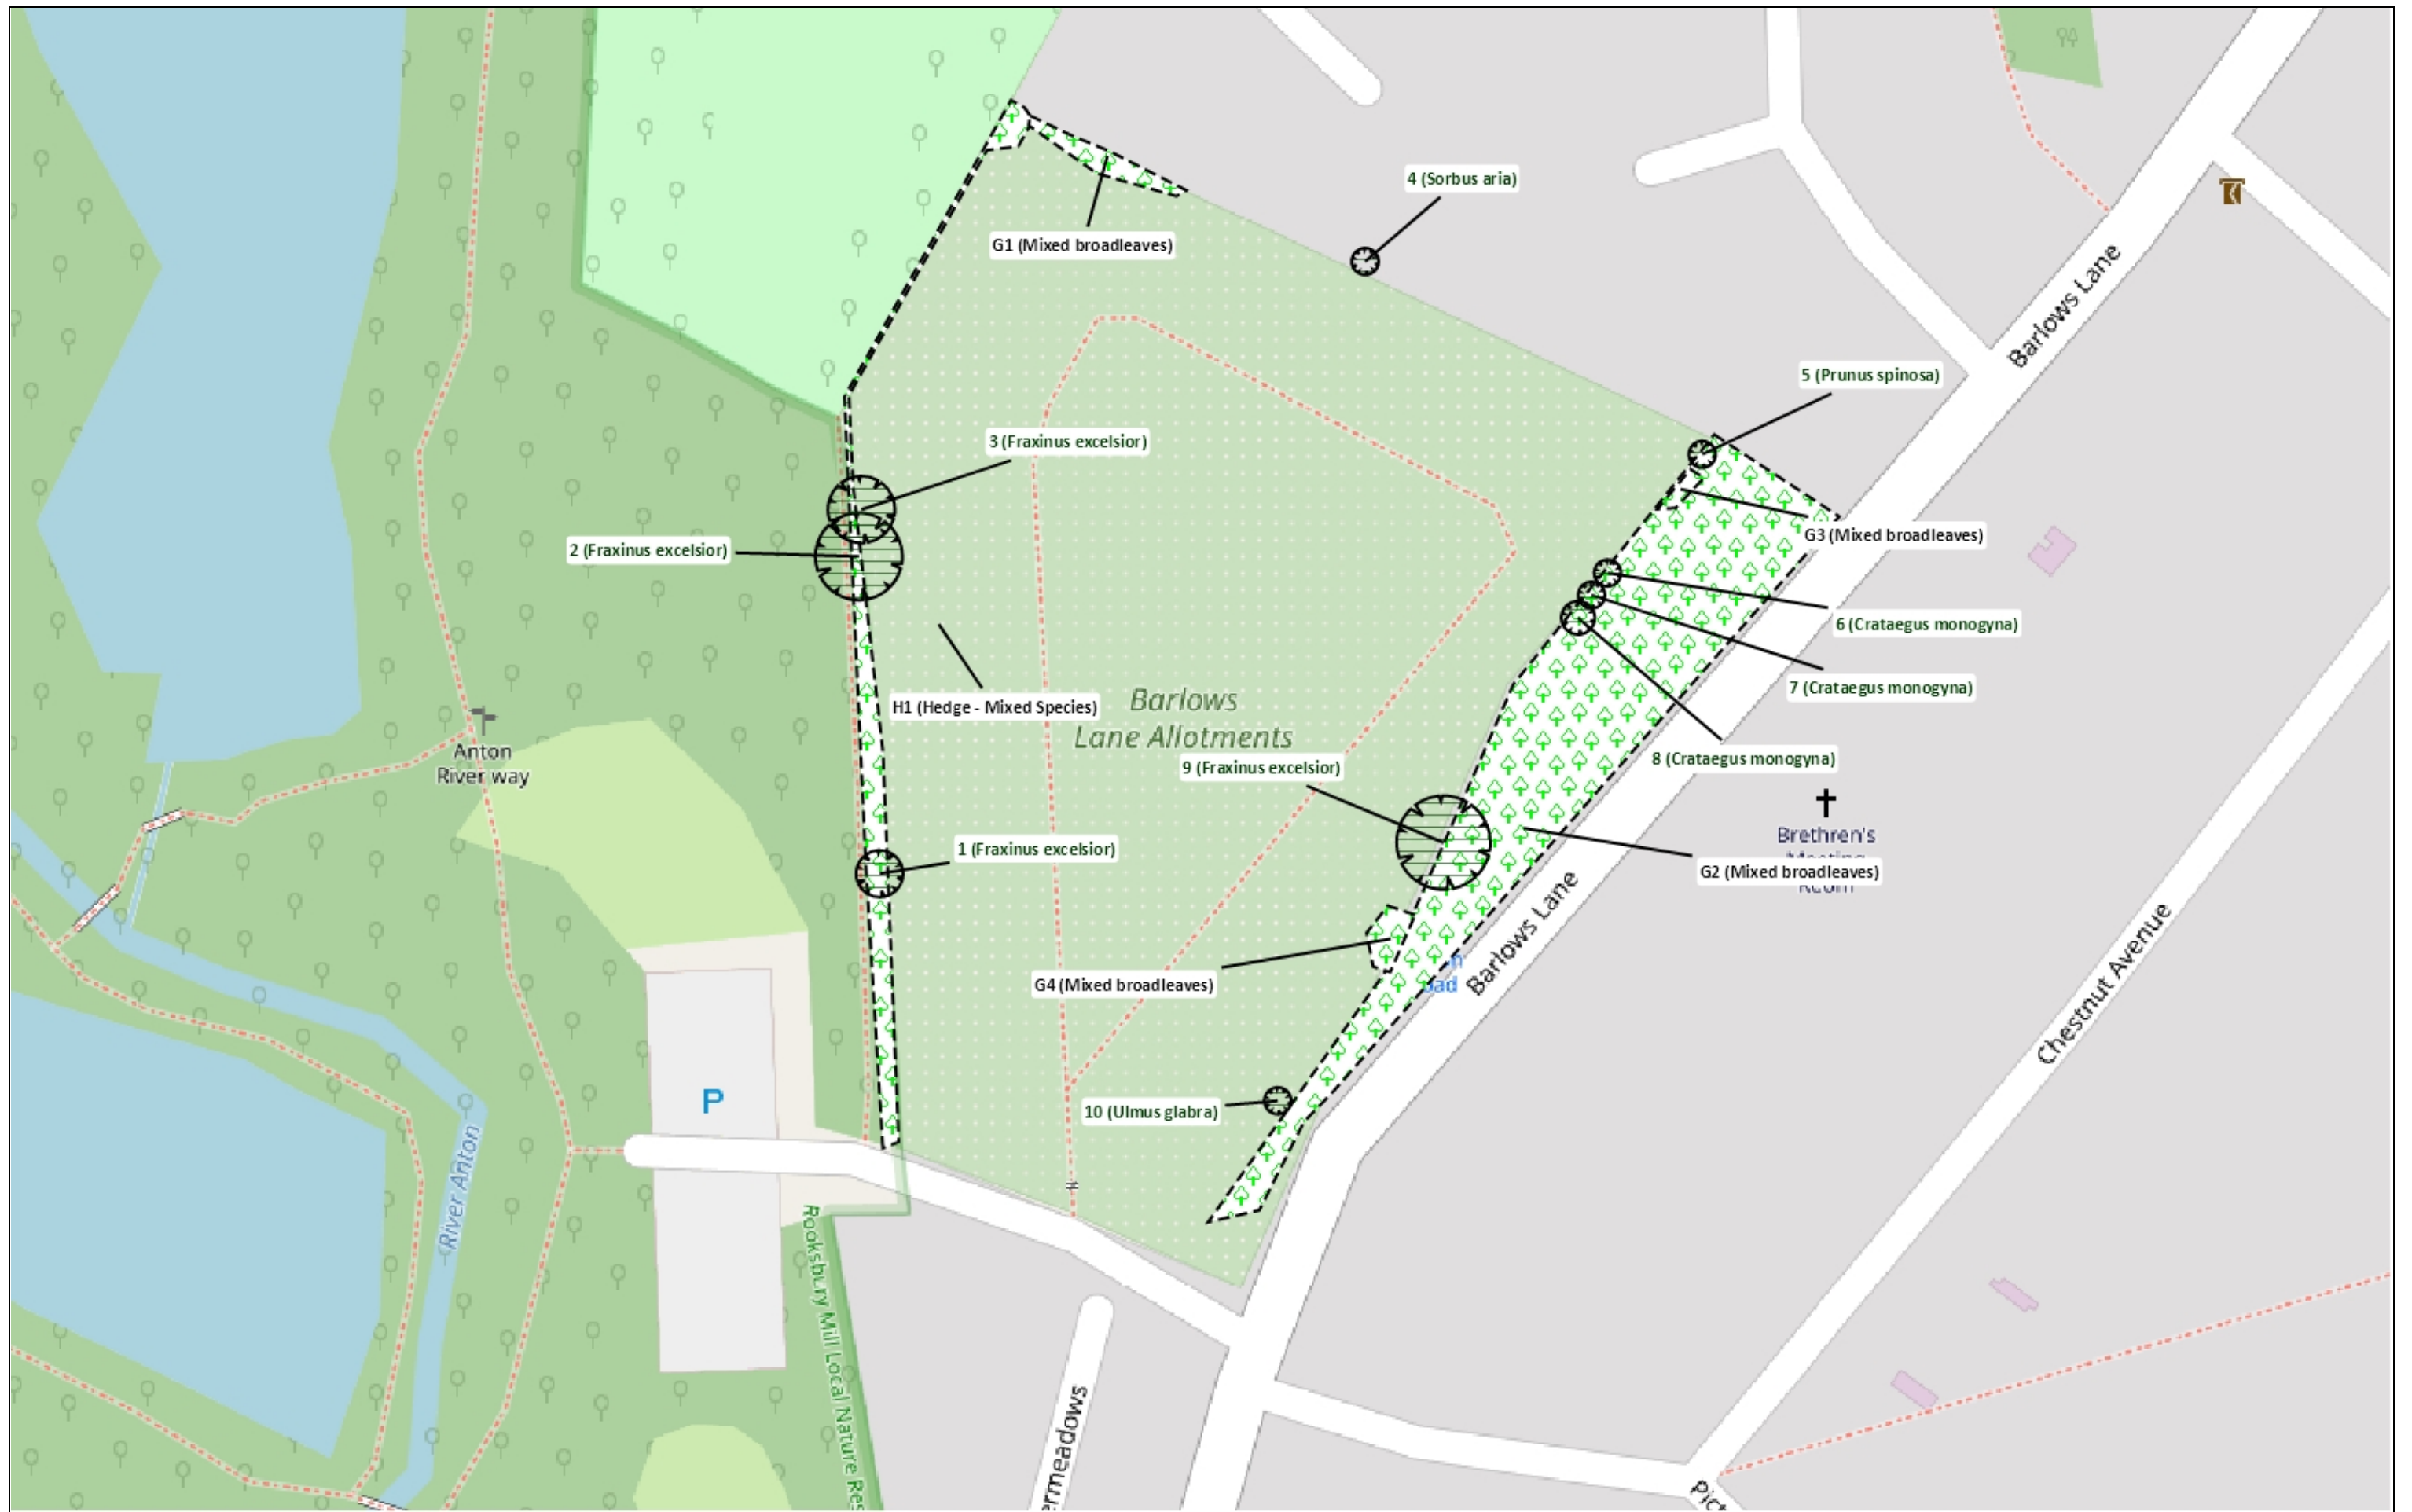 4 (Sorbus aria)
G1 (Mixed broadleaves)
Barlows Lane
5 (Prunus spinosa)
3 (Fraxinus excelsior)
G3 (Mixed broadleaves)
2 (Fraxinus excelsior)
6 (Crataegus monogyna)
7 (Crataegus monogyna)
H1 (Hedge - Mixed Species)
Barlows
Lane Allotments
Anton
River way
8 (Crataegus monogyna)
9 (Fraxinus excelsior)
Brethren's
1 (Fraxinus excelsior)
G2 (Mixed broadleaves)
Barlows Lane
G4 (Mixed broadleaves)
Chestnut Avenue
P
10 (Ulmus glabra)
River Anton
Rooksbury Mill Local Nature Res
ermeadows
Pict